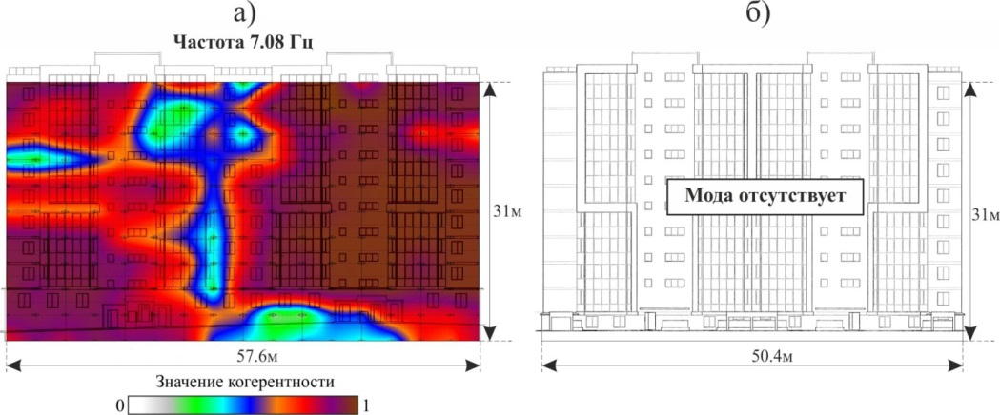 а)
б)
Частота 7.08 Гц
Мода отсутствует
31м
31м
57.6м
50.4м
Значение когерентности
0
1